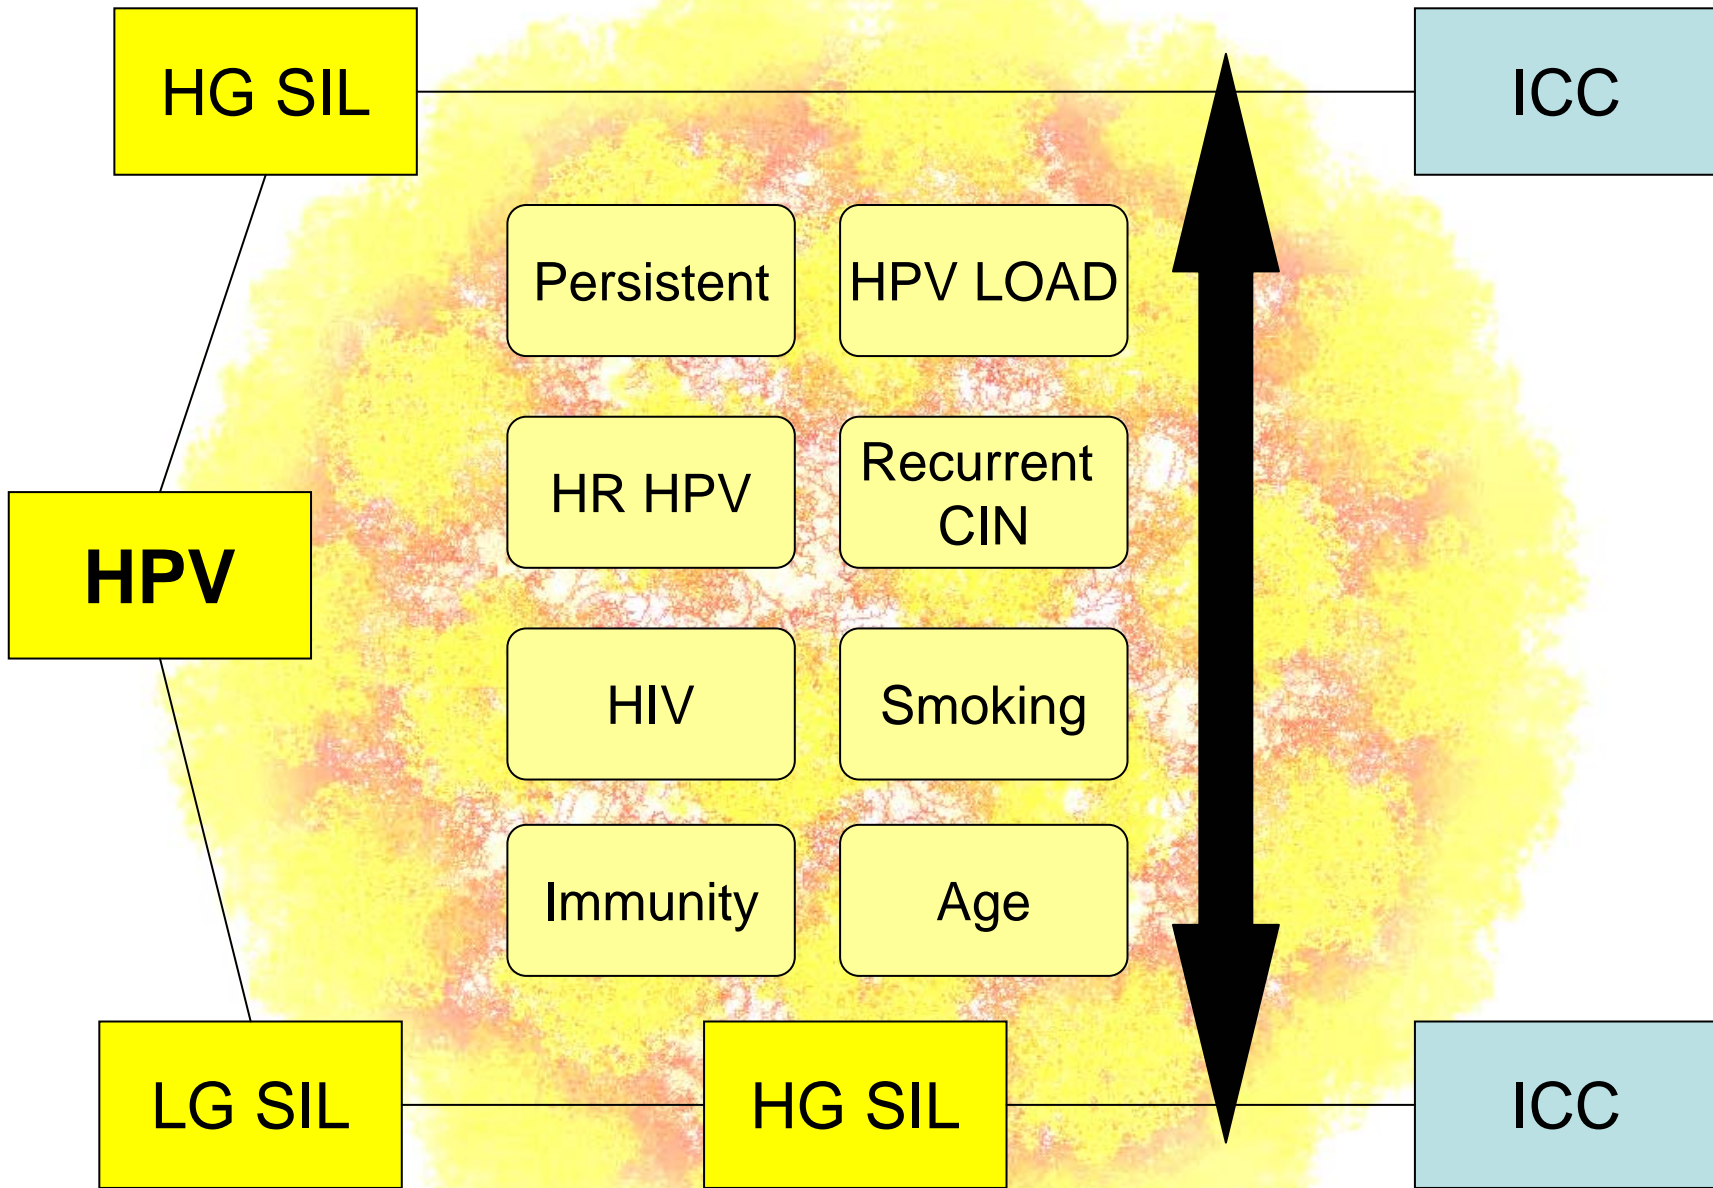 HG SIL
ICC
Persistent
HPV LOAD
HR HPV
Recurrent
CIN
HPV
HIV
Smoking
Immunity
Age
LG SIL
HG SIL
ICC